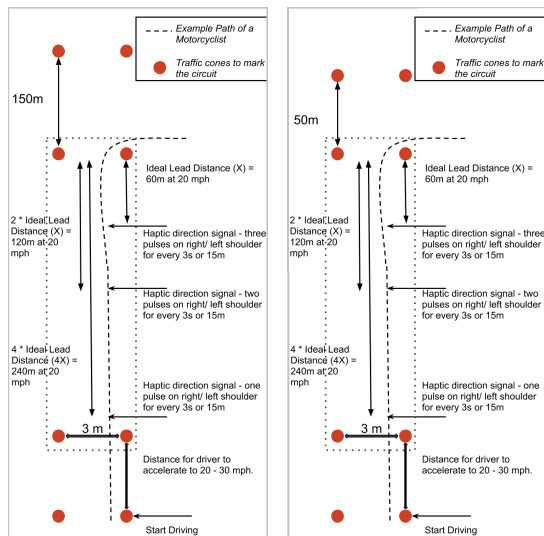 Example Path of a
Motorcyclist
Traffic cones to mark
the circuit
150m
Ideal Lead Distance (X) =
60m at 20 mph
2 * Ideal Lead
Distance (X) =
120m at 20
mph
Haptic direction signal - three
pulses on right/ left shoulder
for every 3s or 15m
Haptic direction signal - two
pulses on right/ left shoulder
for every 3s or 15m
4 * Ideal Lead
Distance (4X) =
240m at 20
mph
Haptic direction signal - one
pulse on right/ left shoulder
for every 3s or 15m
3 m
Distance for driver to
accelerate to 20 - 30 mph.
Start Driving
Example Path of a
Motorcyclist
Traffic cones to mark
the circuit
50m
Ideal Lead Distance (X) =
60m at 20 mph
2 * Ideal Lead
Distance (X) =
120m at 20
mph
Haptic direction signal - three
pulses on right/ left shoulder
for every 3s or 15m
Haptic direction signal - two
pulses on right/ left shoulder
for every 3s or 15m
4 * Ideal Lead
Distance (4X) =
240m at 20
mph
Haptic direction signal - one
pulse on right/ left shoulder
for every 3s or 15m
3 m
Distance for driver to
accelerate to 20 - 30 mph.
Start Driving